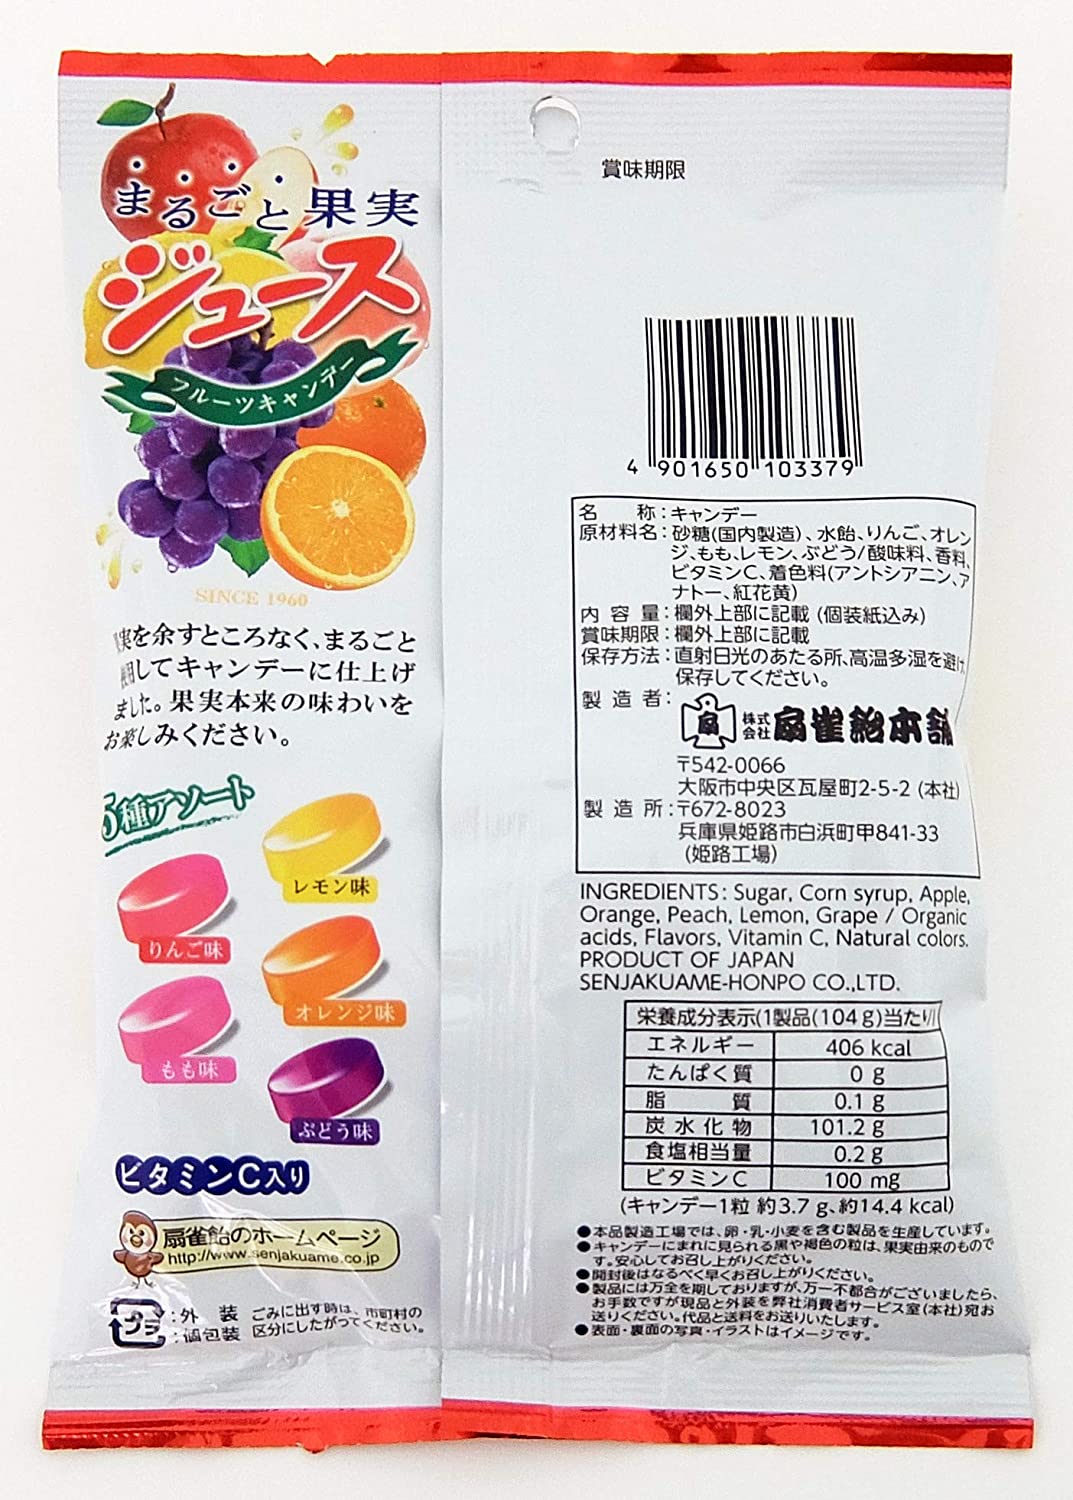 まるごと果実
ジュース
フルーツキャンデー
SINCE 1960
実を余すところなく、まるごと
使用してキャンデーに仕上げ
ました。果実本来の味わいを
お楽しみください。
5種アソート
レモン味
りんご味
オレンジ味
もも味
ぶどう味
ビタミンC入り
扇雀飴のホームページ
http://www.senjakuame.co.jp
プラ
:外 装
:個包装
ごみに出す時は、市町村の
区分にしたがってください。
賞味期限
4 901650 103379
名 称:キャンデー
原材料名:砂糖(国内製造)、水飴、りんご、オレン
ジ、もも、レモン、ぶどう/酸味料、香料、
ビタミンC、着色料(アントシアニン、ア
ナトー、紅花黄)
内容量:欄外上部に記載 (個装紙込み)
賞味期限:欄外上部に記載
保存方法:直射日光のあたる所、高温多湿を避け
保存してください。
製造者:扇 株式会社 扇雀飴本舗
〒542-0066
大阪市中央区瓦屋町2-5-2 (本社)
製造所:〒672-8023
兵庫県姫路市白浜町甲841-33
(姫路工場)
INGREDIENTS: Sugar, Corn syrup, Apple,
Orange, Peach, Lemon, Grape / Organic
acids, Flavors, Vitamin C, Natural colors.
PRODUCT OF JAPAN
SENJAKUAME-HONPO CO.,LTD.
栄養成分表示(1製品(104g)当たり)
エネルギー 406 kcal
たんぱく質 0 g
脂 質 0.1 g
炭水化物 101.2 g
食塩相当量 0.2 g
ビタミンC 100 mg
(キャンデー1粒 約3.7 g、約14.4 kcal)
●本品製造工場では、卵・乳・小麦を含む製品を生産しています。
●キャンデーにまれに見られる黒や褐色の粒は、果実由来のもので
す。安心してお召し上がりください。
●開封後はなるべく早くお召し上がりください。
●製品には万全を期しておりますが、万一不都合がございましたら、
お手数ですが現品と外装を弊社消費者サービス室(本社)宛お
送りください。代品と送料をお送りいたします。
●表面・裏面の写真・イラストはイメージです。